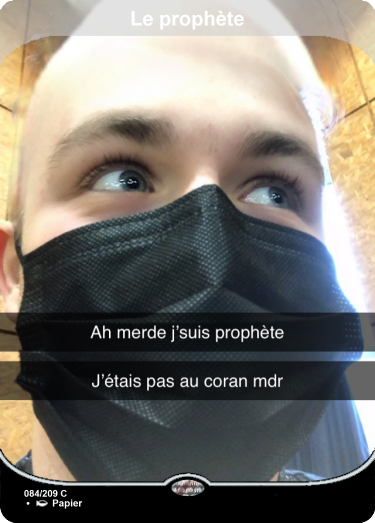 Le prophète
Ah merde j'suis prophète
J'étais pas au coran mdr
084/209 C
• Papier